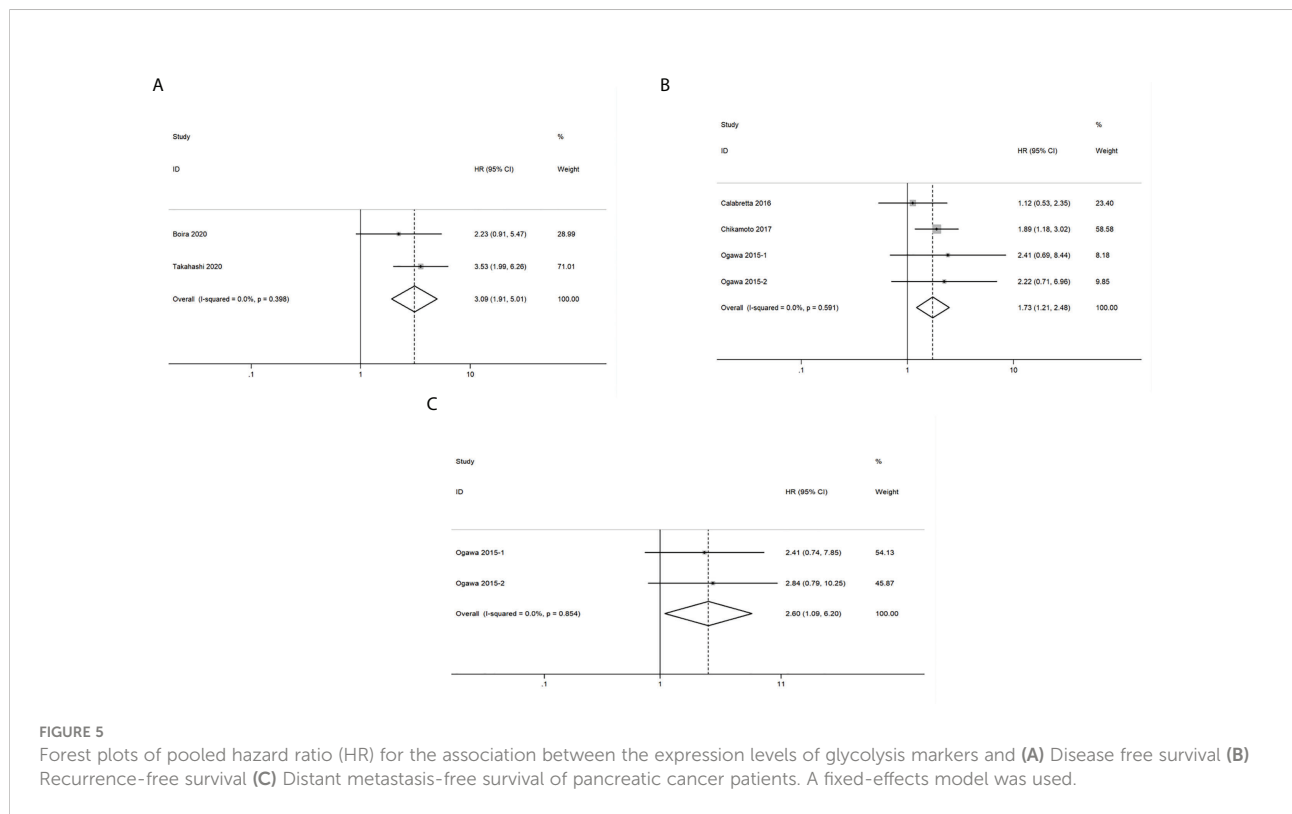 A
Study %
ID HR (95% CI) Weight
Boira 2020 2.23 (0.91, 5.47) 28.99
Takahashi 2020 3.53 (1.99, 6.26) 71.01
Overall (I-squared = 0.0%, p = 0.398) 3.09 (1.91, 5.01) 100.00
.1 1 10
B
Study %
ID HR (95% CI) Weight
Calabretta 2016 1.12 (0.53, 2.35) 23.40
Chikamoto 2017 1.89 (1.18, 3.02) 58.58
Ogawa 2015-1 2.41 (0.69, 8.44) 8.18
Ogawa 2015-2 2.22 (0.71, 6.96) 9.85
Overall (I-squared = 0.0%, p = 0.591) 1.73 (1.21, 2.48) 100.00
.1 1 10
C
Study %
ID HR (95% CI) Weight
Ogawa 2015-1 2.41 (0.74, 7.85) 54.13
Ogawa 2015-2 2.84 (0.79, 10.25) 45.87
Overall (I-squared = 0.0%, p = 0.854) 2.60 (1.09, 6.20) 100.00
.1 1 11
FIGURE 5
Forest plots of pooled hazard ratio (HR) for the association between the expression levels of glycolysis markers and (A) Disease free survival (B)
Recurrence-free survival (C) Distant metastasis-free survival of pancreatic cancer patients. A fixed-effects model was used.